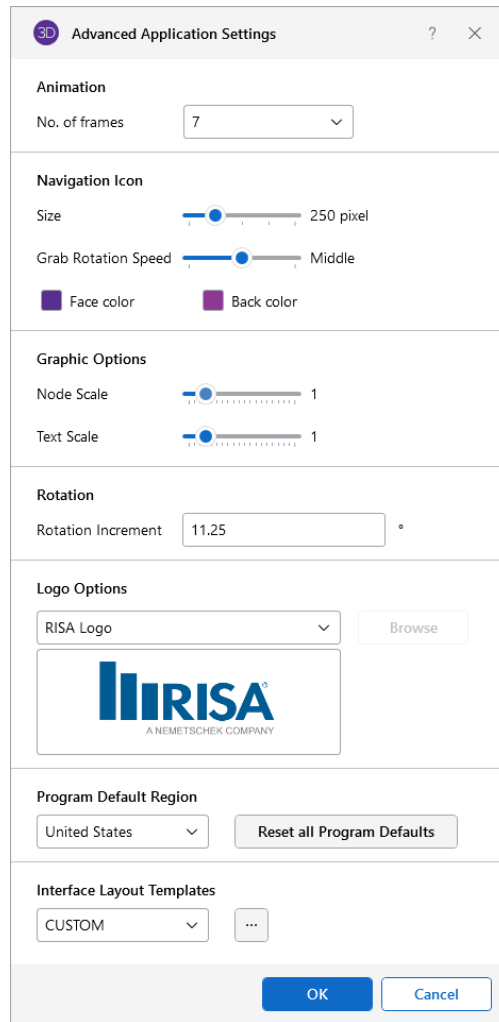 3D Advanced Application Settings ?
Animation
No. of frames 7
Navigation Icon
Size 250 pixel
Grab Rotation Speed Middle
Face color Back color
Graphic Options
Node Scale 1
Text Scale 1
Rotation
Rotation Increment 11.25 °
Logo Options
RISA Logo Browse
RISA®
A NEMETSCHEK COMPANY
Program Default Region
United States Reset all Program Defaults
Interface Layout Templates
CUSTOM ...
OK Cancel